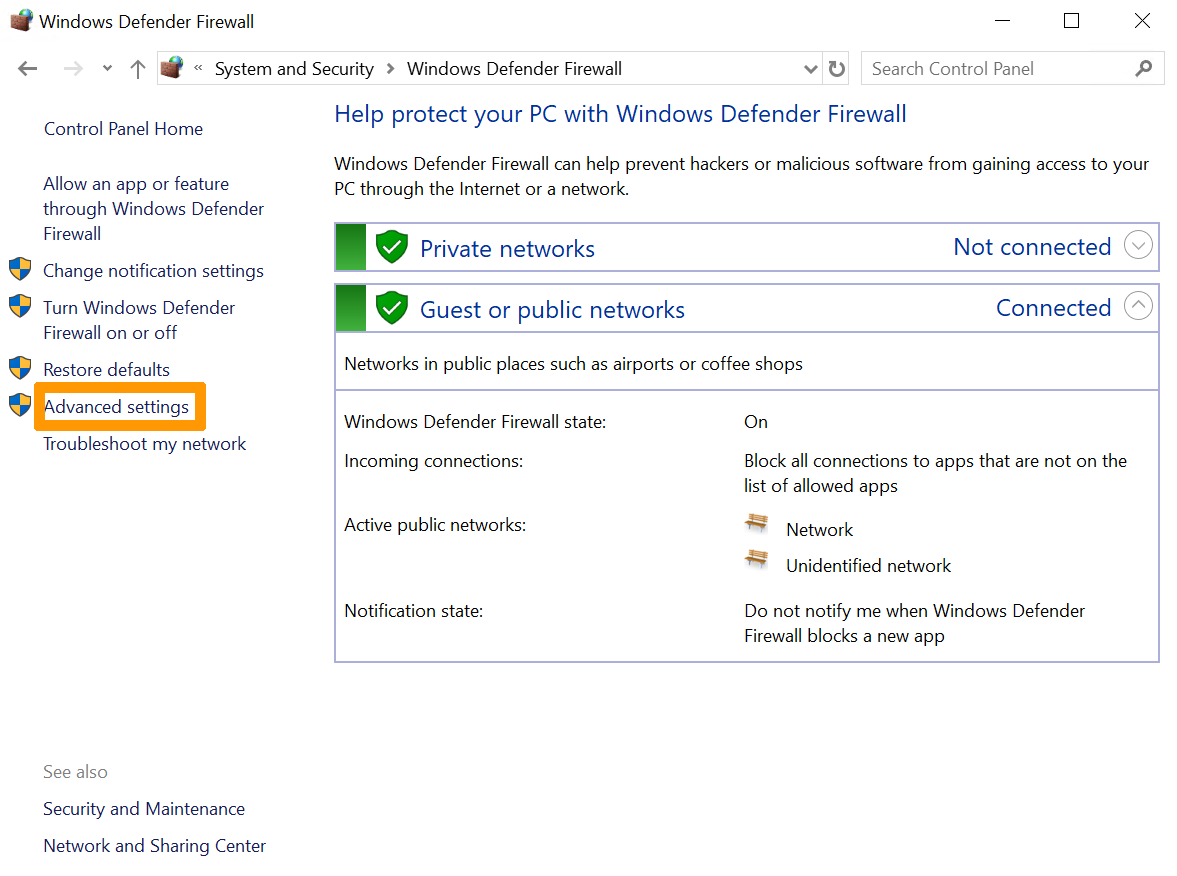 Windows Defender Firewall
« System and Security > Windows Defender Firewall
Search Control Panel
Control Panel Home
Allow an app or feature
through Windows Defender
Firewall
Change notification settings
Turn Windows Defender
Firewall on or off
Restore defaults
Advanced settings
Troubleshoot my network
See also
Security and Maintenance
Network and Sharing Center
Help protect your PC with Windows Defender Firewall
Windows Defender Firewall can help prevent hackers or malicious software from gaining access to your
PC through the Internet or a network.
Private networks Not connected
Guest or public networks Connected
Networks in public places such as airports or coffee shops
Windows Defender Firewall state: On
Incoming connections: Block all connections to apps that are not on the
list of allowed apps
Active public networks: Network
Unidentified network
Notification state: Do not notify me when Windows Defender
Firewall blocks a new app